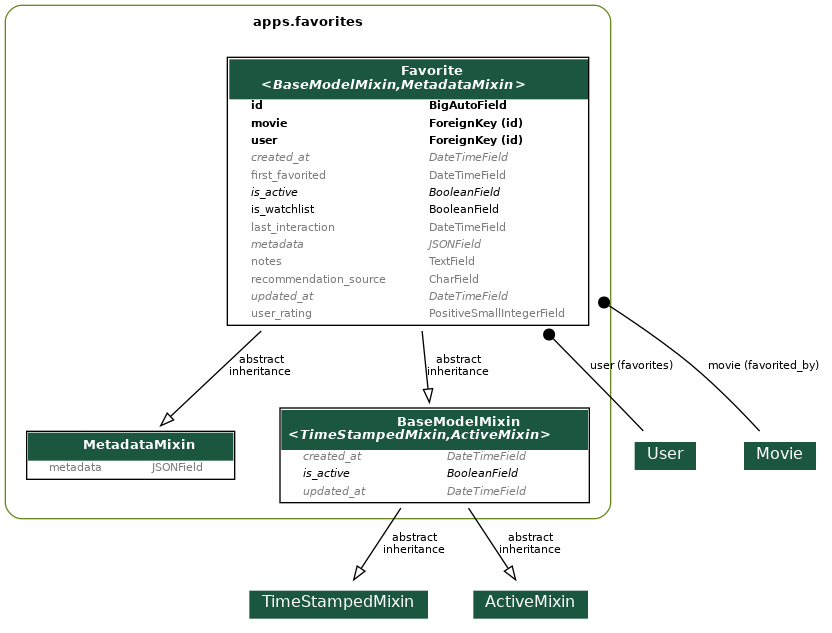 apps.favorites
Favorite
<BaseModelMixin,MetadataMixin>
id BigAutoField
movie ForeignKey (id)
user ForeignKey (id)
created_at DateTimeField
first_favorited DateTimeField
is_active BooleanField
is_watchlist BooleanField
last_interaction DateTimeField
metadata JSONField
notes TextField
recommendation_source CharField
updated_at DateTimeField
user_rating PositiveSmallIntegerField
abstract
inheritance
abstract
inheritance
user (favorites)
movie (favorited_by)
MetadataMixin
metadata JSONField
BaseModelMixin
<TimeStampedMixin,ActiveMixin>
created_at DateTimeField
is_active BooleanField
updated_at DateTimeField
User
Movie
abstract
inheritance
abstract
inheritance
TimeStampedMixin
ActiveMixin